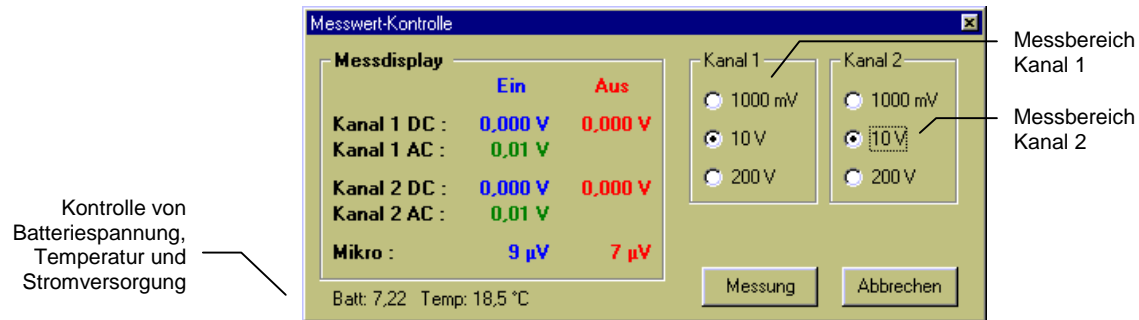 Messwert-Kontrolle
Messdisplay
Ein Aus
Kanal 1 DC : 0,000 V 0,000 V
Kanal 1 AC : 0,01 V
Kanal 2 DC : 0,000 V 0,000 V
Kanal 2 AC : 0,01 V
Mikro : 9 µV 7 µV
Batt: 7,22 Temp: 18,5 °C
Kanal 1
1000 mV
10 V
200 V
Kanal 2
1000 mV
10 V
200 V
Messung Abbrechen
Messbereich
Kanal 1
Messbereich
Kanal 2
Kontrolle von
Batteriespannung,
Temperatur und
Stromversorgung